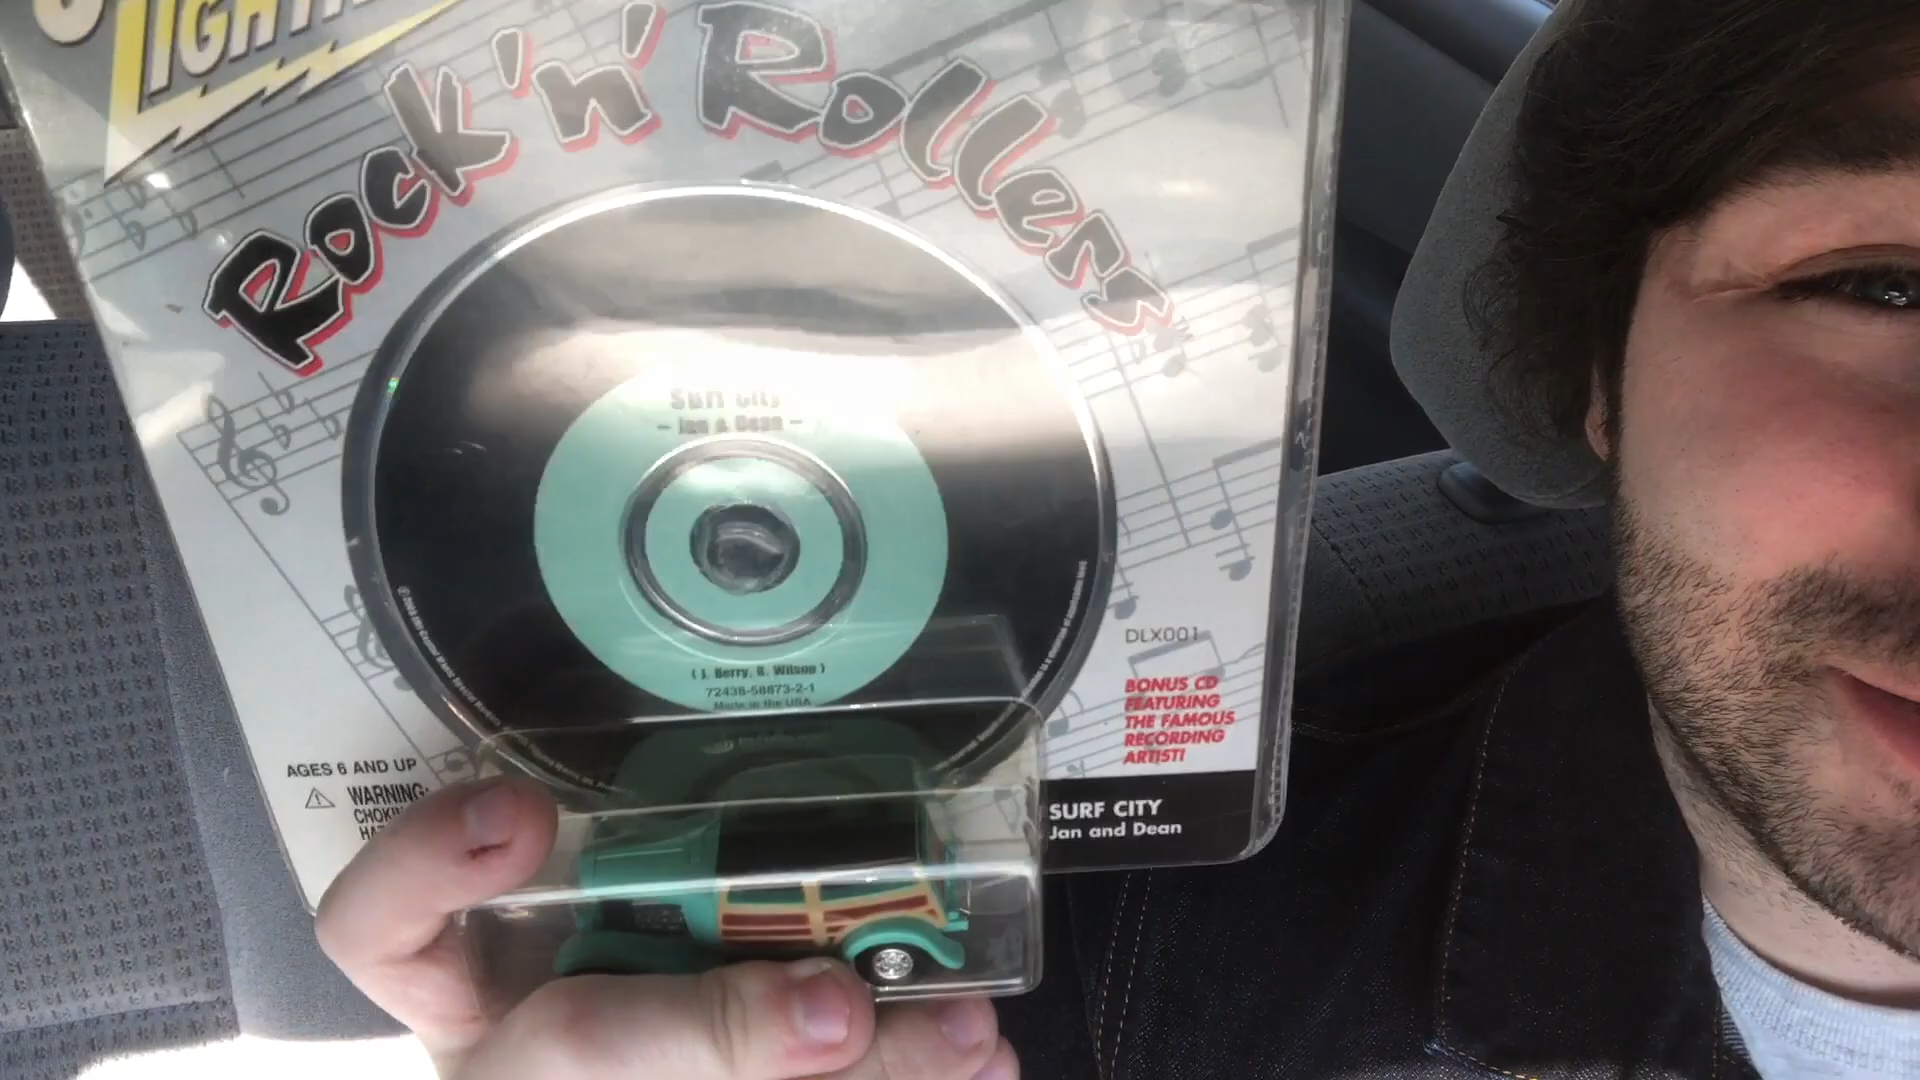 LIGHTNING
Rock 'n' Rollers
Surf City
- Jan & Dean -
( J. Berry, B. Wilson )
72438-58873-2-1
Made in the USA
DLX001
BONUS CD
FEATURING
THE FAMOUS
RECORDING
ARTIST!
AGES 6 AND UP
WARNING:
SURF CITY
Jan and Dean